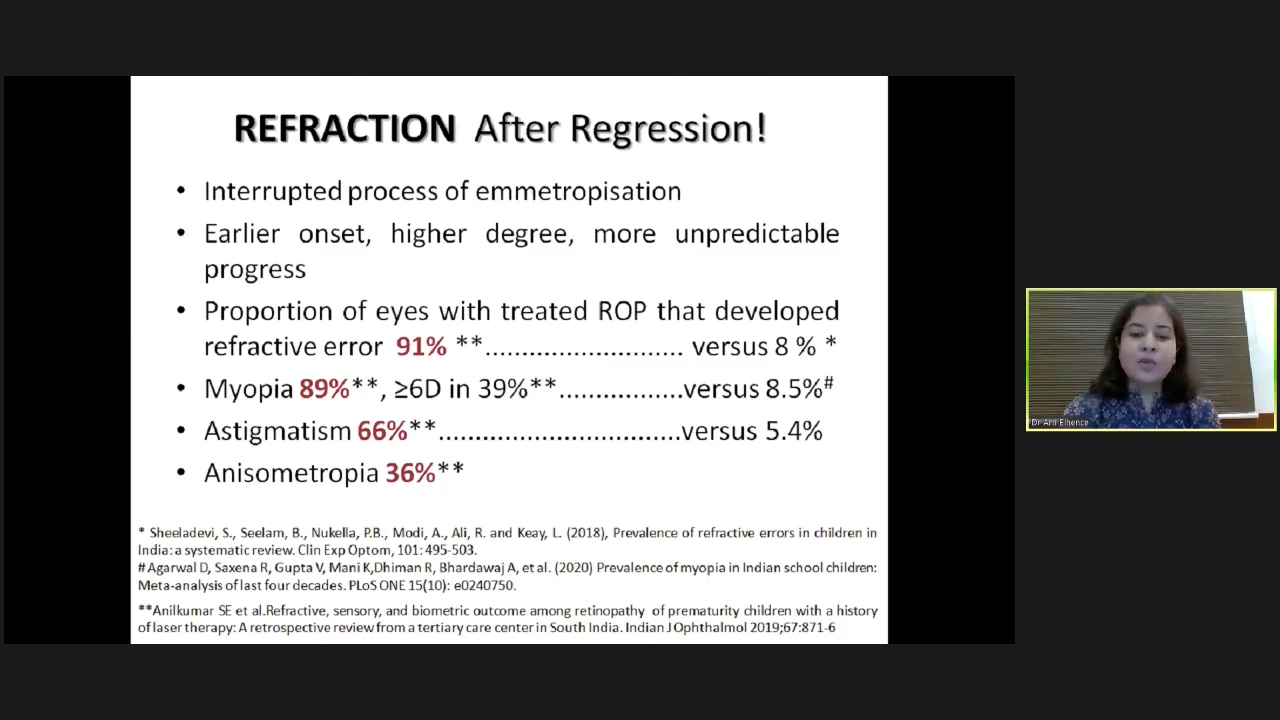 REFRACTION After Regression!
• Interrupted process of emmetropisation
• Earlier onset, higher degree, more unpredictable
progress
• Proportion of eyes with treated ROP that developed
refractive error 91% **............................ versus 8 % *
• Myopia 89%**, ≥6D in 39%**.................versus 8.5%#
• Astigmatism 66%**.................................versus 5.4%
• Anisometropia 36%**
* Sheeladevi, S., Seelam, B., Nukella, P.B., Modi, A., Ali, R. and Keay, L. (2018), Prevalence of refractive errors in children in
India: a systematic review. Clin Exp Optom, 101: 495-503.
# Agarwal D, Saxena R, Gupta V, Mani K,Dhiman R, Bhardawaj A, et al. (2020) Prevalence of myopia in Indian school children:
Meta-analysis of last four decades. PLoS ONE 15(10): e0240750.
**Anilkumar SE et al.Refractive, sensory, and biometric outcome among retinopathy of prematurity children with a history
of laser therapy: A retrospective review from a tertiary care center in South India. Indian J Ophthalmol 2019;67:871-6
Dr Elhence